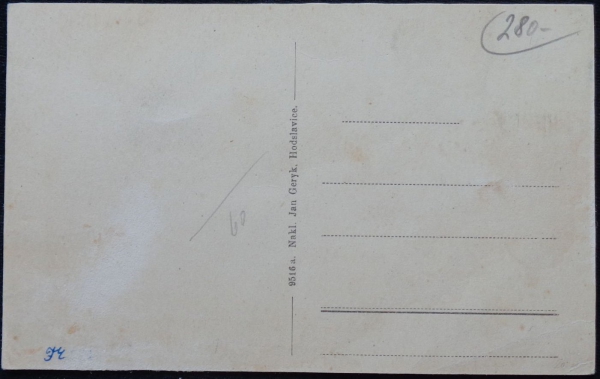 280-
9516 a. Nakl. Jan Geryk, Hodslavice.
60